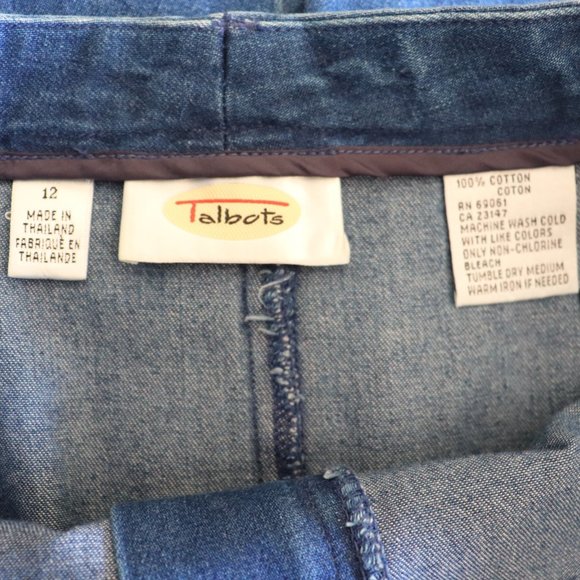 12
MADE IN
THAILAND
FABRIQUÉ EN
THAILANDE
Talbots
100% COTTON
COTON
RN 69061
CA 23147
MACHINE WASH COLD
WITH LIKE COLORS
ONLY NON-CHLORINE
BLEACH
TUMBLE DRY MEDIUM
WARM IRON IF NEEDED